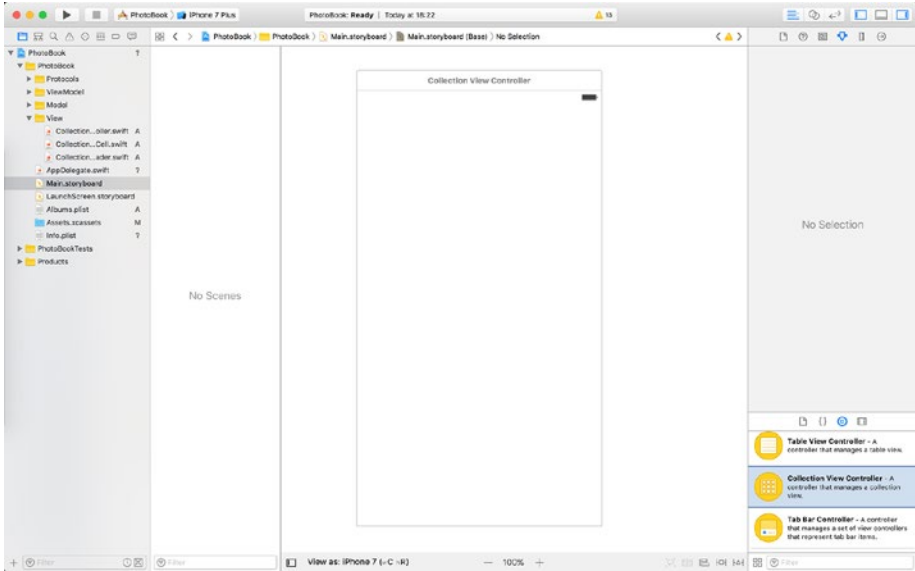 PhotoBook iPhone 7 Plus
PhotoBook: Ready | Today at 18:22
15
PhotoBook PhotoBook Main.storyboard Main.storyboard (Base) No Selection
PhotoBook ?
PhotoBook
Protocols
ViewModel
Model
View
Collection...oller.swift A
Collection...Cell.swift A
Collection...ader.swift A
AppDelegate.swift ?
Main.storyboard
LaunchScreen.storyboard
Albums.plist A
Assets.xcassets M
Info.plist ?
PhotoBookTests
Products
No Scenes
Collection View Controller
No Selection
Table View Controller - A
controller that manages a table view.
Collection View Controller - A
controller that manages a collection
view.
Tab Bar Controller - A controller
that manages a set of view controllers
that represent tab bar items.
Filter
Filter
View as: iPhone 7 (
100%
Filter